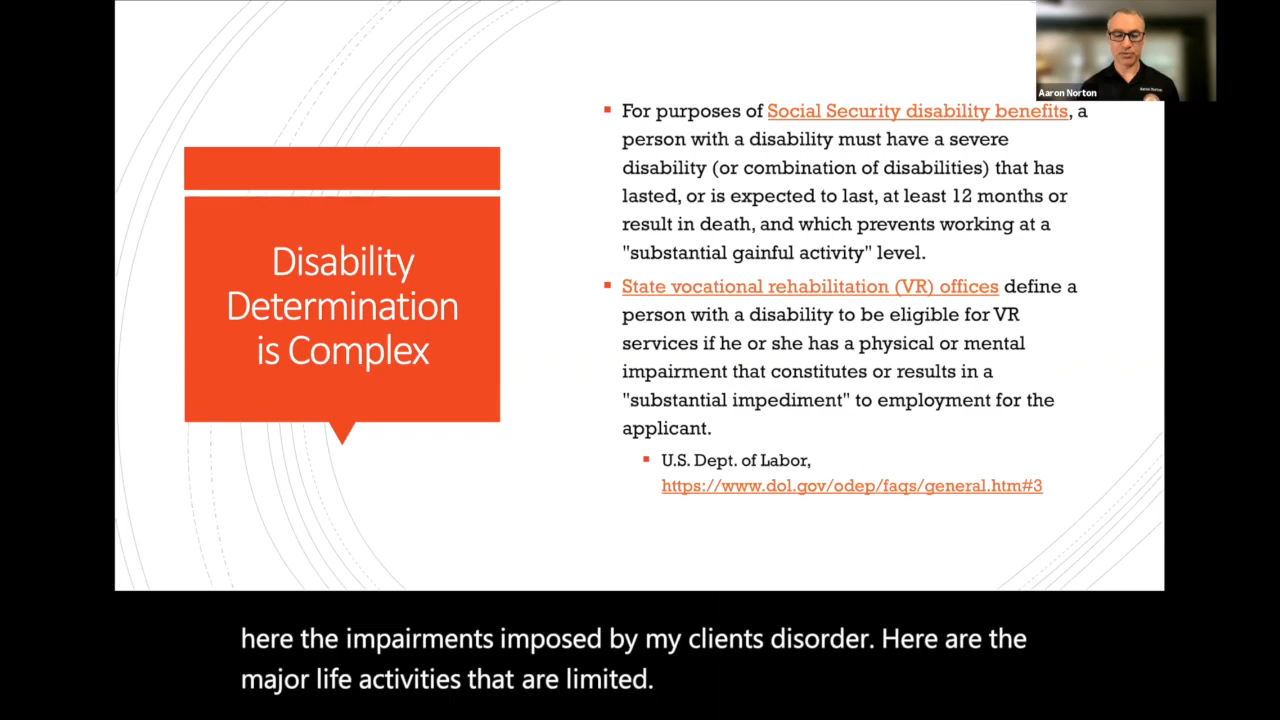 Aaron Norton
Disability
Determination
is Complex
For purposes of Social Security disability benefits, a
person with a disability must have a severe
disability (or combination of disabilities) that has
lasted, or is expected to last, at least 12 months or
result in death, and which prevents working at a
"substantial gainful activity" level.
State vocational rehabilitation (VR) offices define a
person with a disability to be eligible for VR
services if he or she has a physical or mental
impairment that constitutes or results in a
"substantial impediment" to employment for the
applicant.
U.S. Dept. of Labor,
https://www.dol.gov/odep/faqs/general.htm#3
here the impairments imposed by my clients disorder. Here are the
major life activities that are limited.